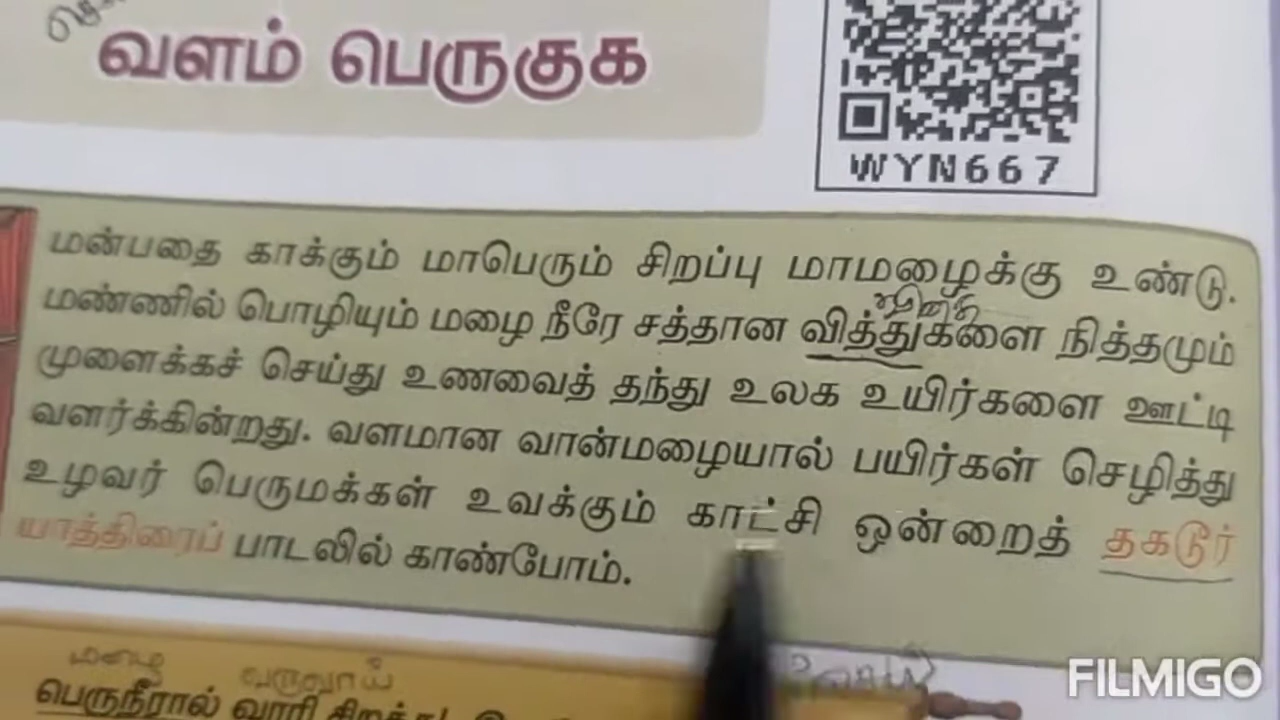 வளம் பெருகுக
WYN667
மன்பதை காக்கும் மாபெரும் சிறப்பு மாமழைக்கு உண்டு.
மண்ணில் பொழியும் மழை நீரே சத்தான வித்துகளை நித்தமும்
முளைக்கச் செய்து உணவைத் தந்து உலக உயிர்களை ஊட்டி
வளர்க்கின்றது. வளமான வான்மழையால் பயிர்கள் செழித்து
உழவர் பெருமக்கள் உவக்கும் காட்சி ஒன்றைத் தகடூர்
யாத்திரைப் பாடலில் காண்போம்.
மழை வருவாய்
பெருநீரால் வாரி சிறக்க
FILMIGO